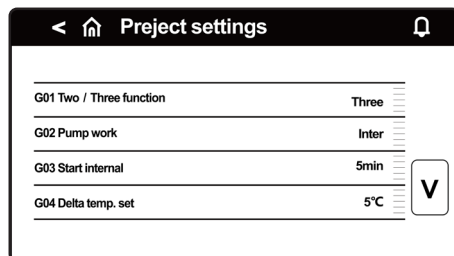 < Preject settings
G01 Two / Three function Three
G02 Pump work Inter
G03 Start internal 5min
G04 Delta temp. set 5℃
V